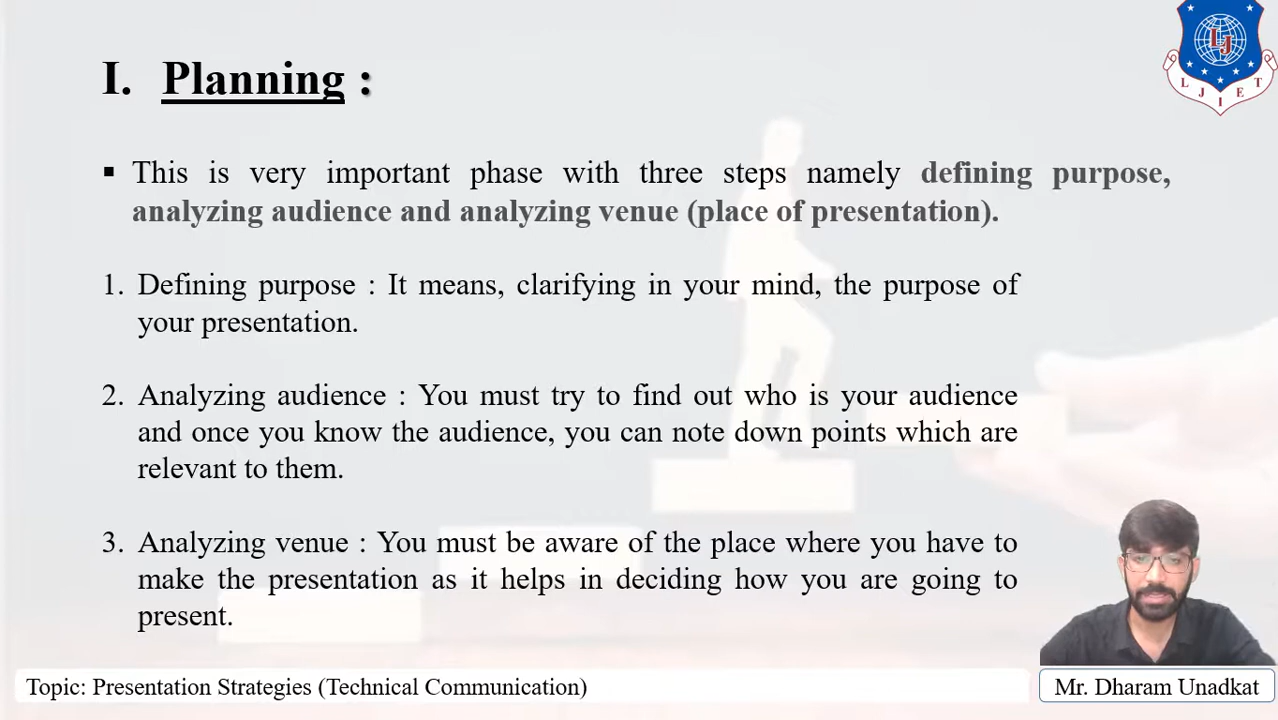 I. Planning :
▪ This is very important phase with three steps namely defining purpose,
analyzing audience and analyzing venue (place of presentation).
1. Defining purpose : It means, clarifying in your mind, the purpose of
your presentation.
2. Analyzing audience : You must try to find out who is your audience
and once you know the audience, you can note down points which are
relevant to them.
3. Analyzing venue : You must be aware of the place where you have to
make the presentation as it helps in deciding how you are going to
present.
Topic: Presentation Strategies (Technical Communication)
Mr. Dharam Unadkat
LJ
L J I E T